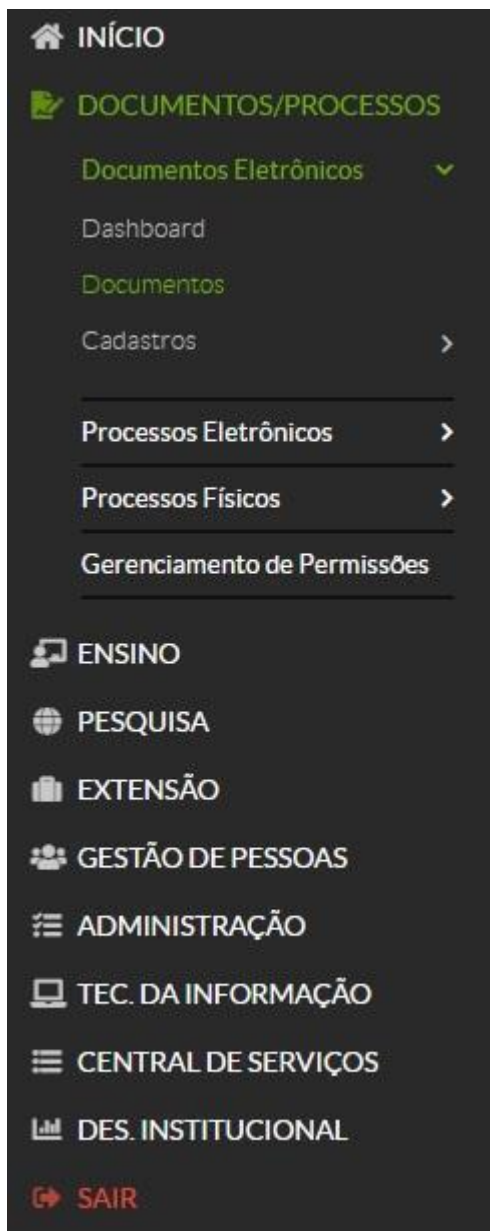 INÍCIO
DOCUMENTOS/PROCESSOS
Documentos Eletrônicos
Dashboard
Documentos
Cadastros
Processos Eletrônicos
Processos Físicos
Gerenciamento de Permissões
ENSINO
PESQUISA
EXTENSÃO
GESTÃO DE PESSOAS
ADMINISTRAÇÃO
TEC. DA INFORMAÇÃO
CENTRAL DE SERVIÇOS
DES. INSTITUCIONAL
SAIR